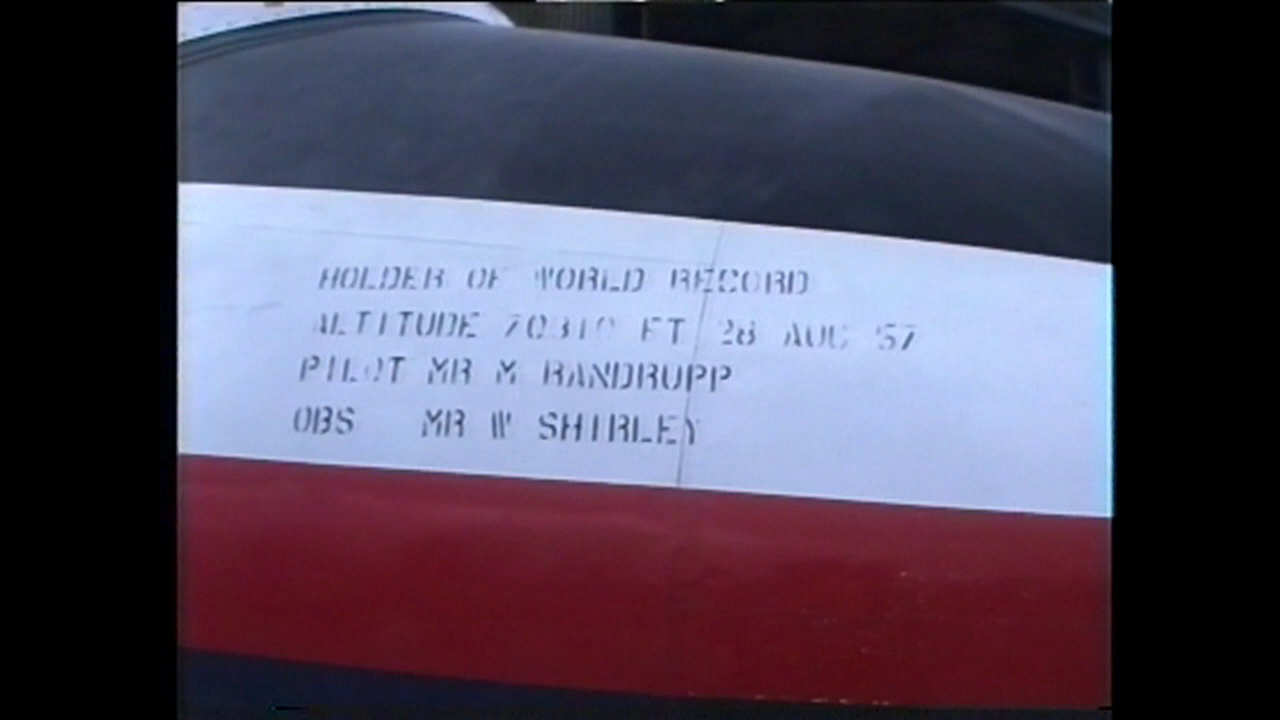 HOLDER OF WORLD RECORD
ALTITUDE 70310 FT 28 AUG 57
PILOT MR M RANDRUPP
OBS MR W SHIRLEY